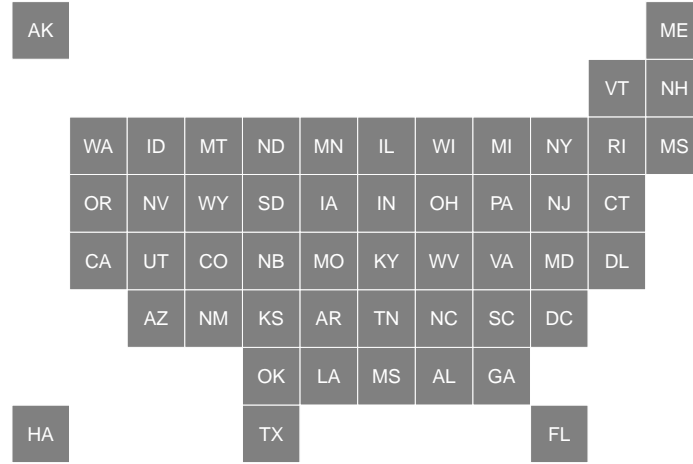 AK ME
VT NH
WA ID MT ND MN IL WI MI NY RI MS
OR NV WY SD IA IN OH PA NJ CT
CA UT CO NB MO KY WV VA MD DL
AZ NM KS AR TN NC SC DC
OK LA MS AL GA
HA TX FL